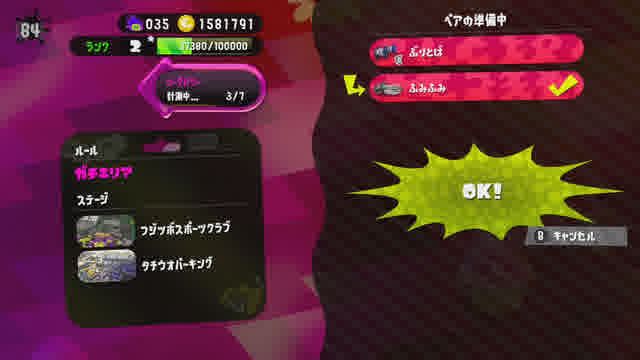 84
035 1581791
ランク 2 37380/100000
計測中... 3/7
ルール
ガチエリア
ステージ
フジッボスポーツクラブ
タチウオパーキング
ペアの準備中
ぷりとぱ
ふみふみ
OK!
B キャンセル